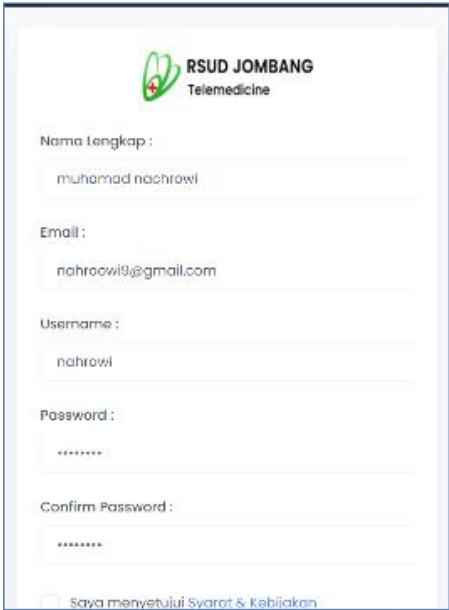 RSUD JOMBANG
Telemedicine
Nama Lengkap :
muhamad nachrowi
Email :
nahroowi9@gmail.com
Username :
nahrowi
Password :
••••••••
Confirm Password :
••••••••
Saya menyetujui Syarat & Kebijakan